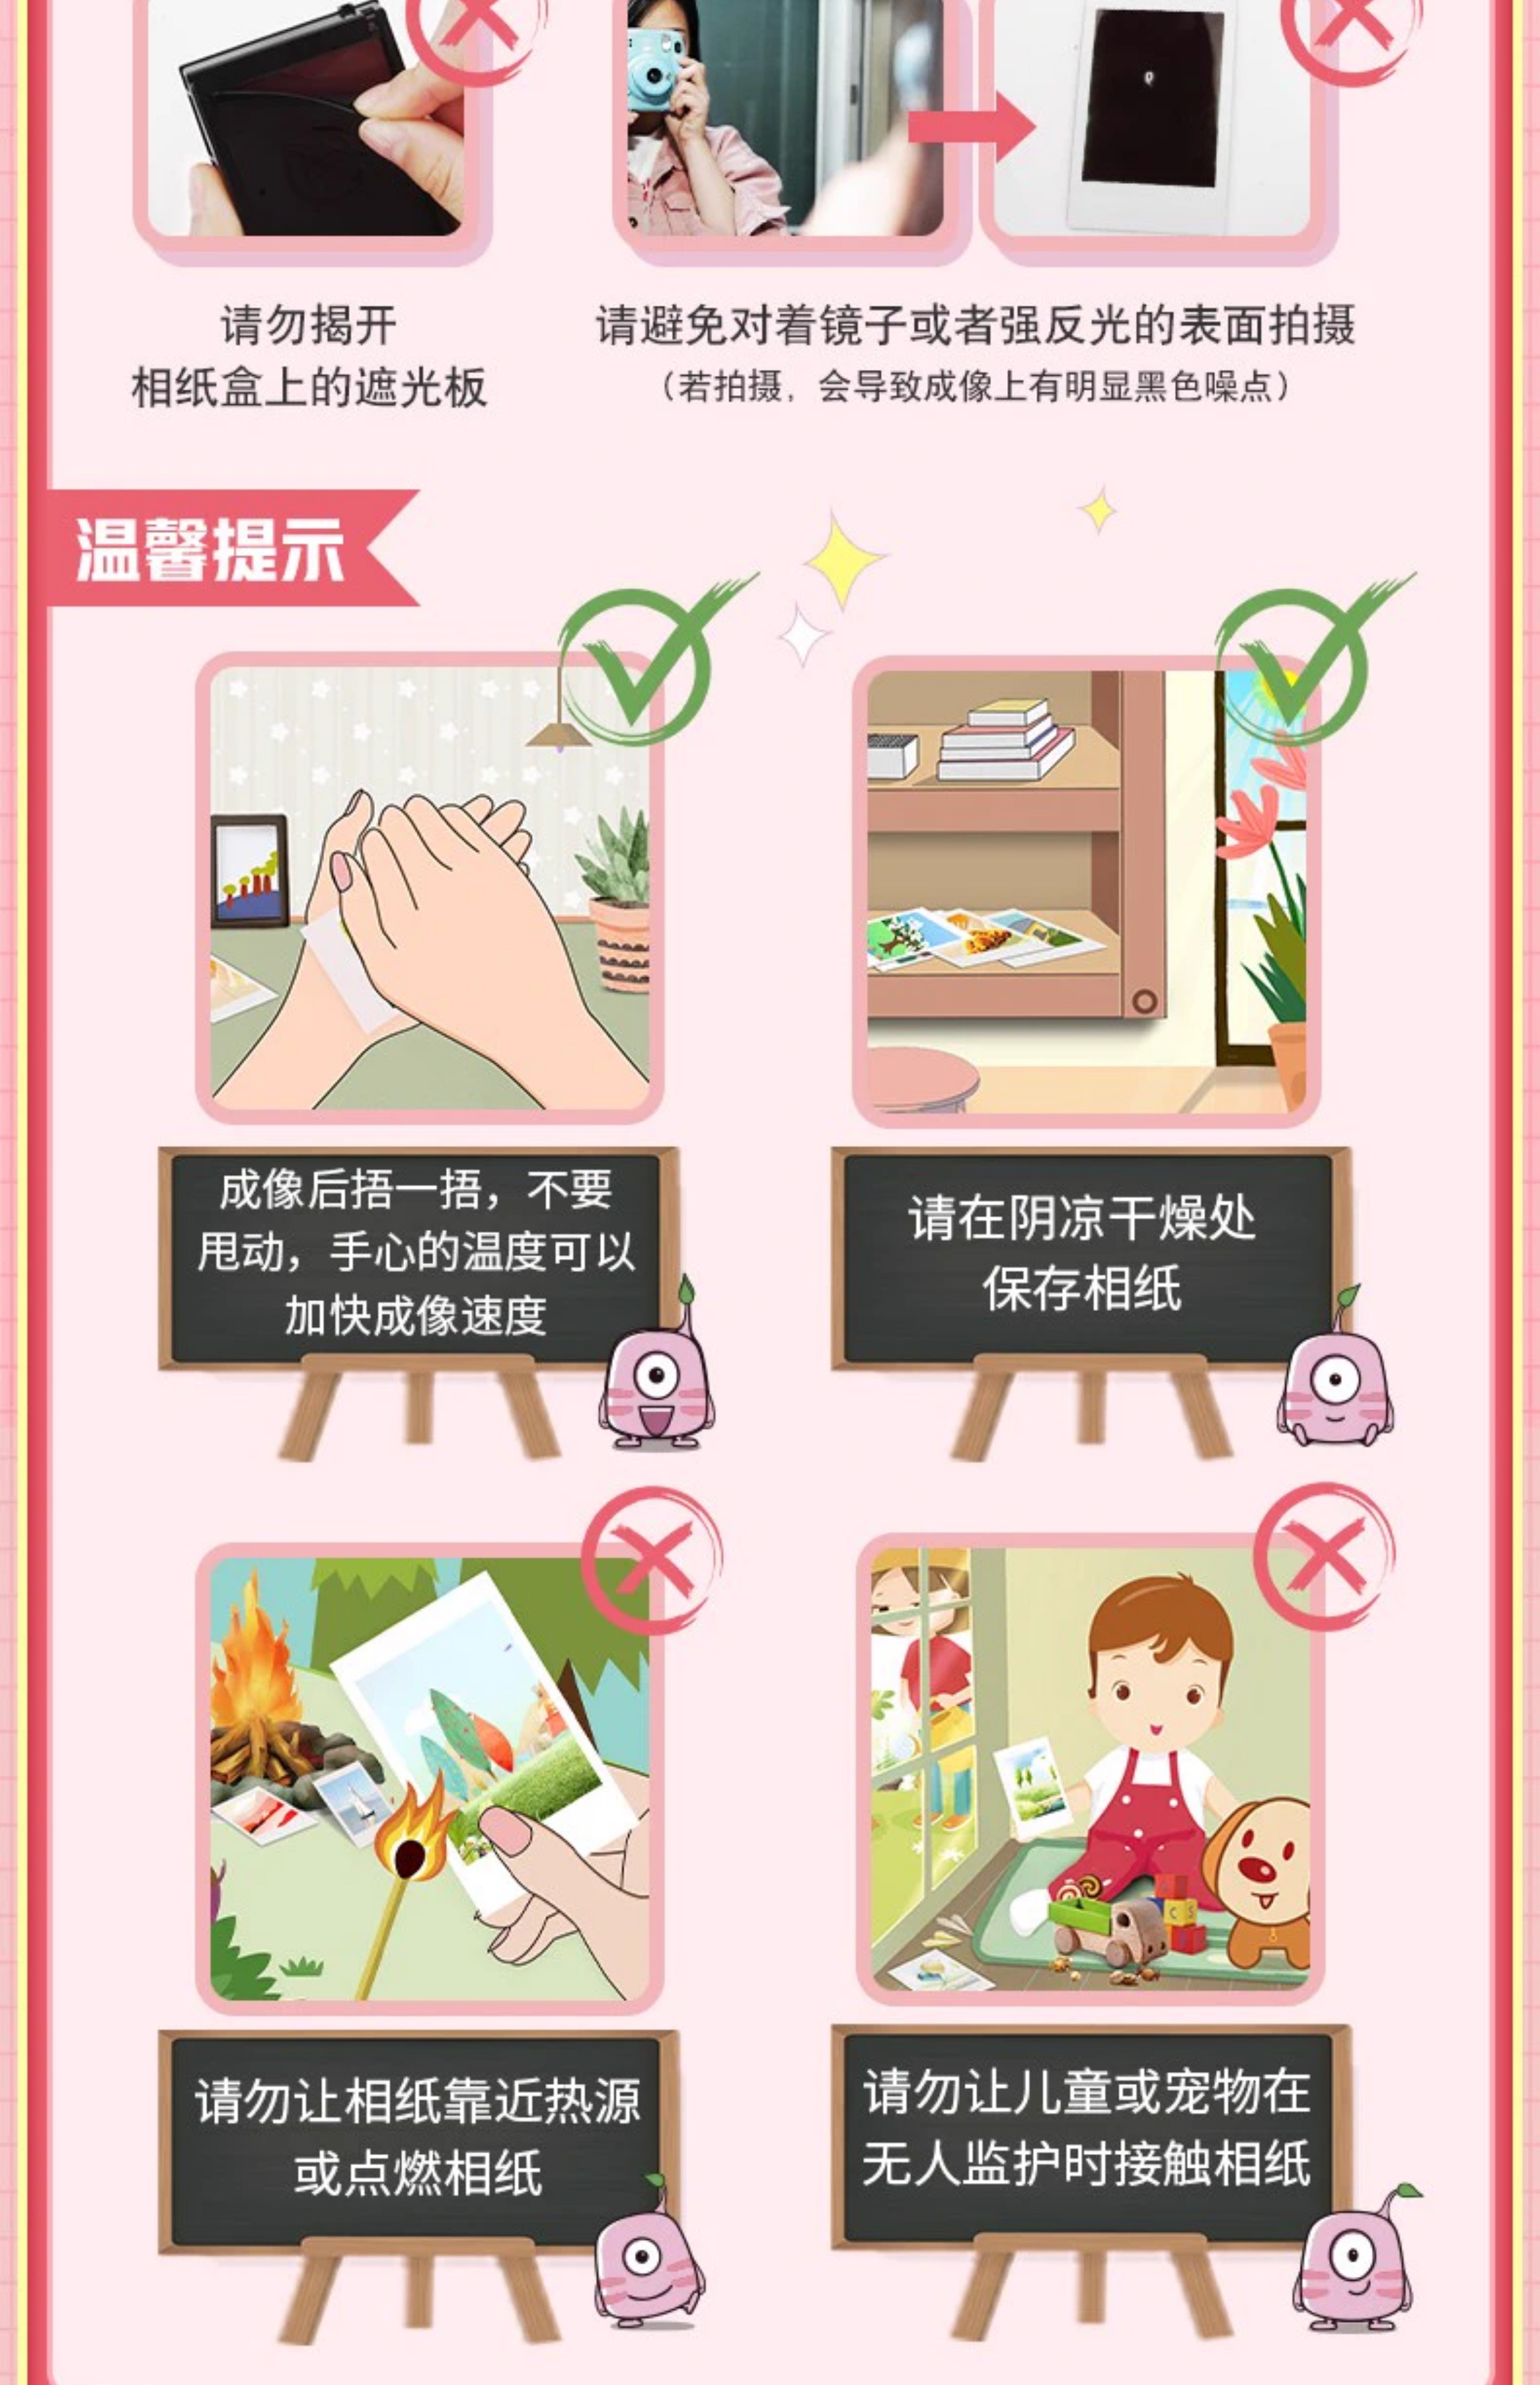 请勿揭开
相纸盒上的遮光板
请避免对着镜子或者强反光的表面拍摄
（若拍摄，会导致成像上有明显黑色噪点）
温馨提示
成像后捂一捂，不要
甩动，手心的温度可以
加快成像速度
请在阴凉干燥处
保存相纸
请勿让相纸靠近热源
或点燃相纸
请勿让儿童或宠物在
无人监护时接触相纸